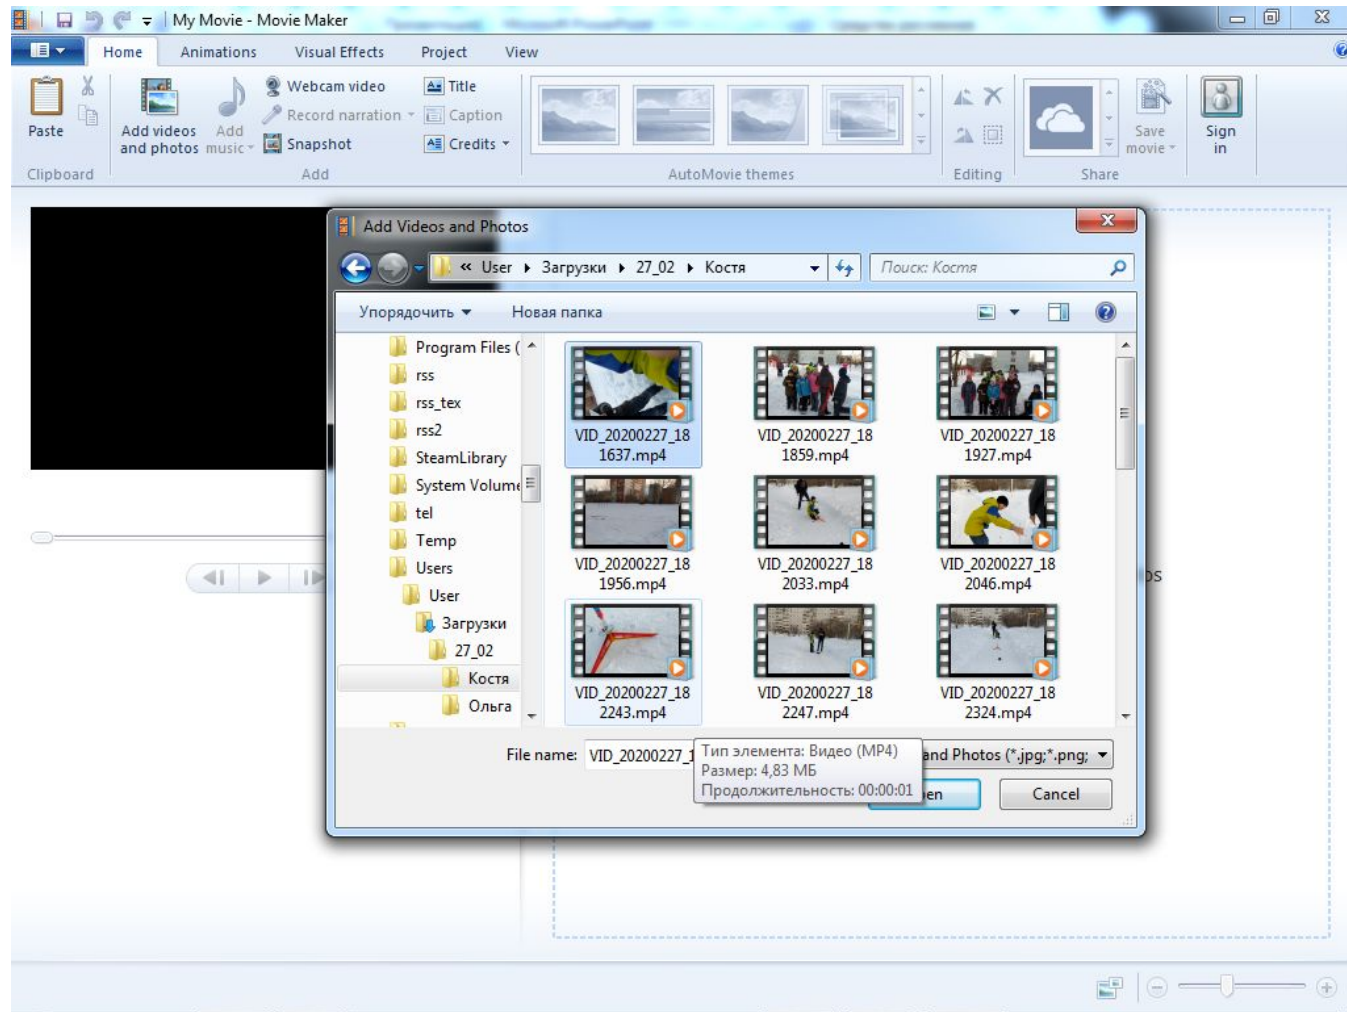 My Movie - Movie Maker
Home Animations Visual Effects Project View
Paste
Clipboard
Add videos
and photos
Add
music
Webcam video
Record narration
Snapshot
Title
Caption
Credits
Add
AutoMovie themes
Editing
Share
Save
movie
Sign
in
Add Videos and Photos
« User Загрузки 27_02 Костя
Поиск: Костя
Упорядочить Новая папка
Program Files (
rss
rss_tex
rss2
SteamLibrary
System Volume
tel
Temp
Users
User
Загрузки
27_02
Костя
Ольга
VID_20200227_18
1637.mp4
VID_20200227_18
1859.mp4
VID_20200227_18
1927.mp4
VID_20200227_18
1956.mp4
VID_20200227_18
2033.mp4
VID_20200227_18
2046.mp4
VID_20200227_18
2243.mp4
VID_20200227_18
2247.mp4
VID_20200227_18
2324.mp4
File name: VID_20200227_1
and Photos (*.jpg;*.png;
Тип элемента: Видео (MP4)
Размер: 4,83 МБ
Продолжительность: 00:00:01
en
Cancel
os